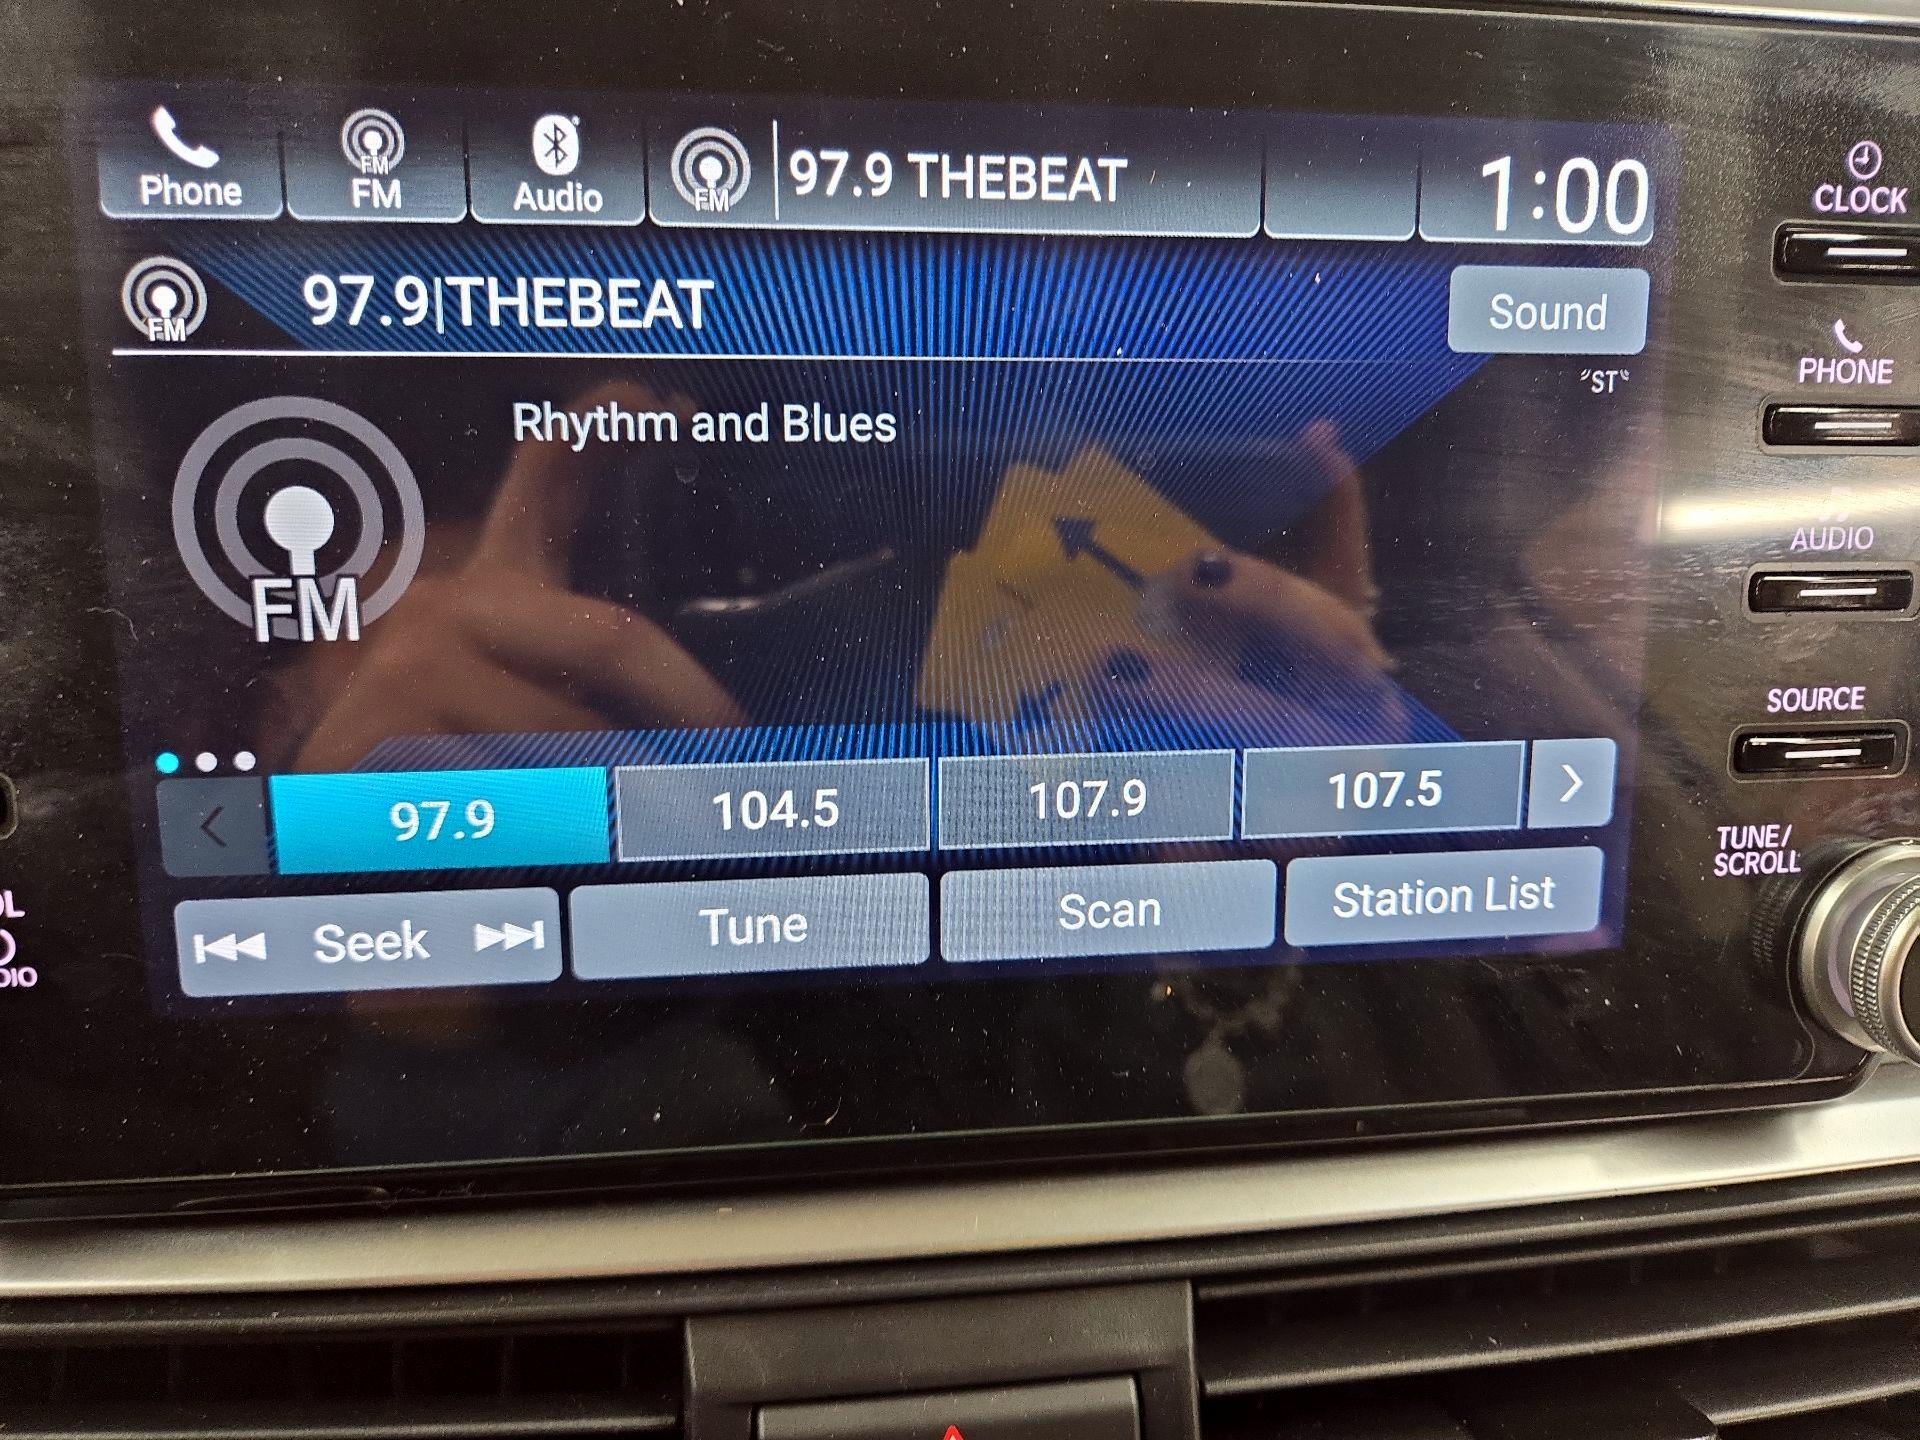 Phone
FM
FM
Audio
FM
97.9 THEBEAT
1:00
CLOCK
FM
97.9|THEBEAT
Sound
PHONE
"ST"
Rhythm and Blues
FM
AUDIO
SOURCE
97.9
104.5
107.9
107.5
TUNE/
SCROLL
Seek
Tune
Scan
Station List